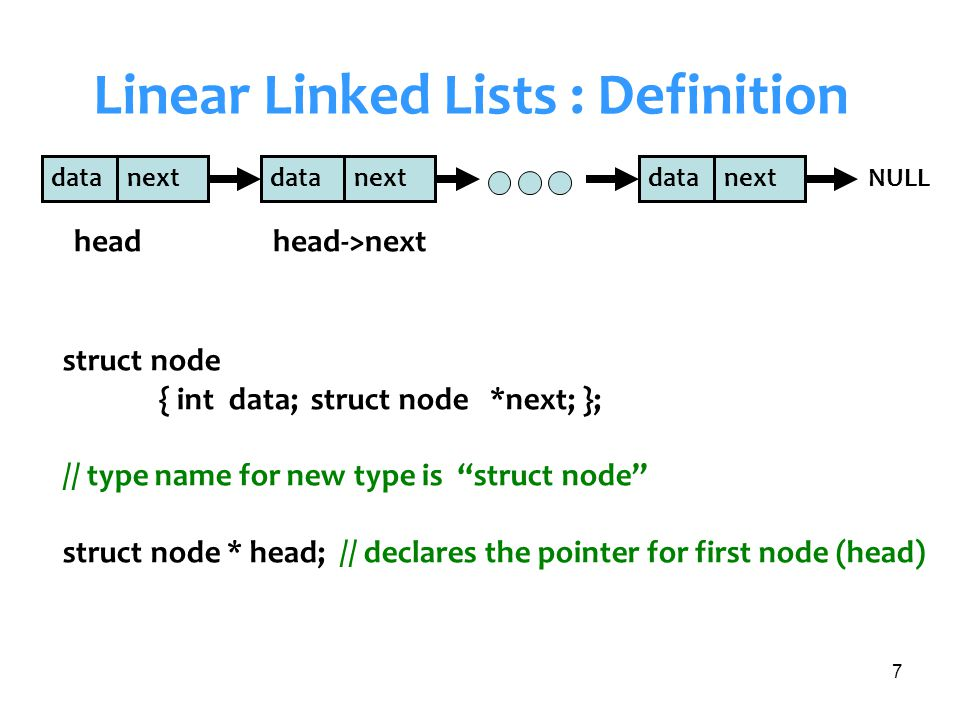 Linear Linked Lists : Definition
data next data next data next NULL
head head->next
struct node
{ int data; struct node *next; };
// type name for new type is “struct node”
struct node * head; // declares the pointer for first node (head)
7